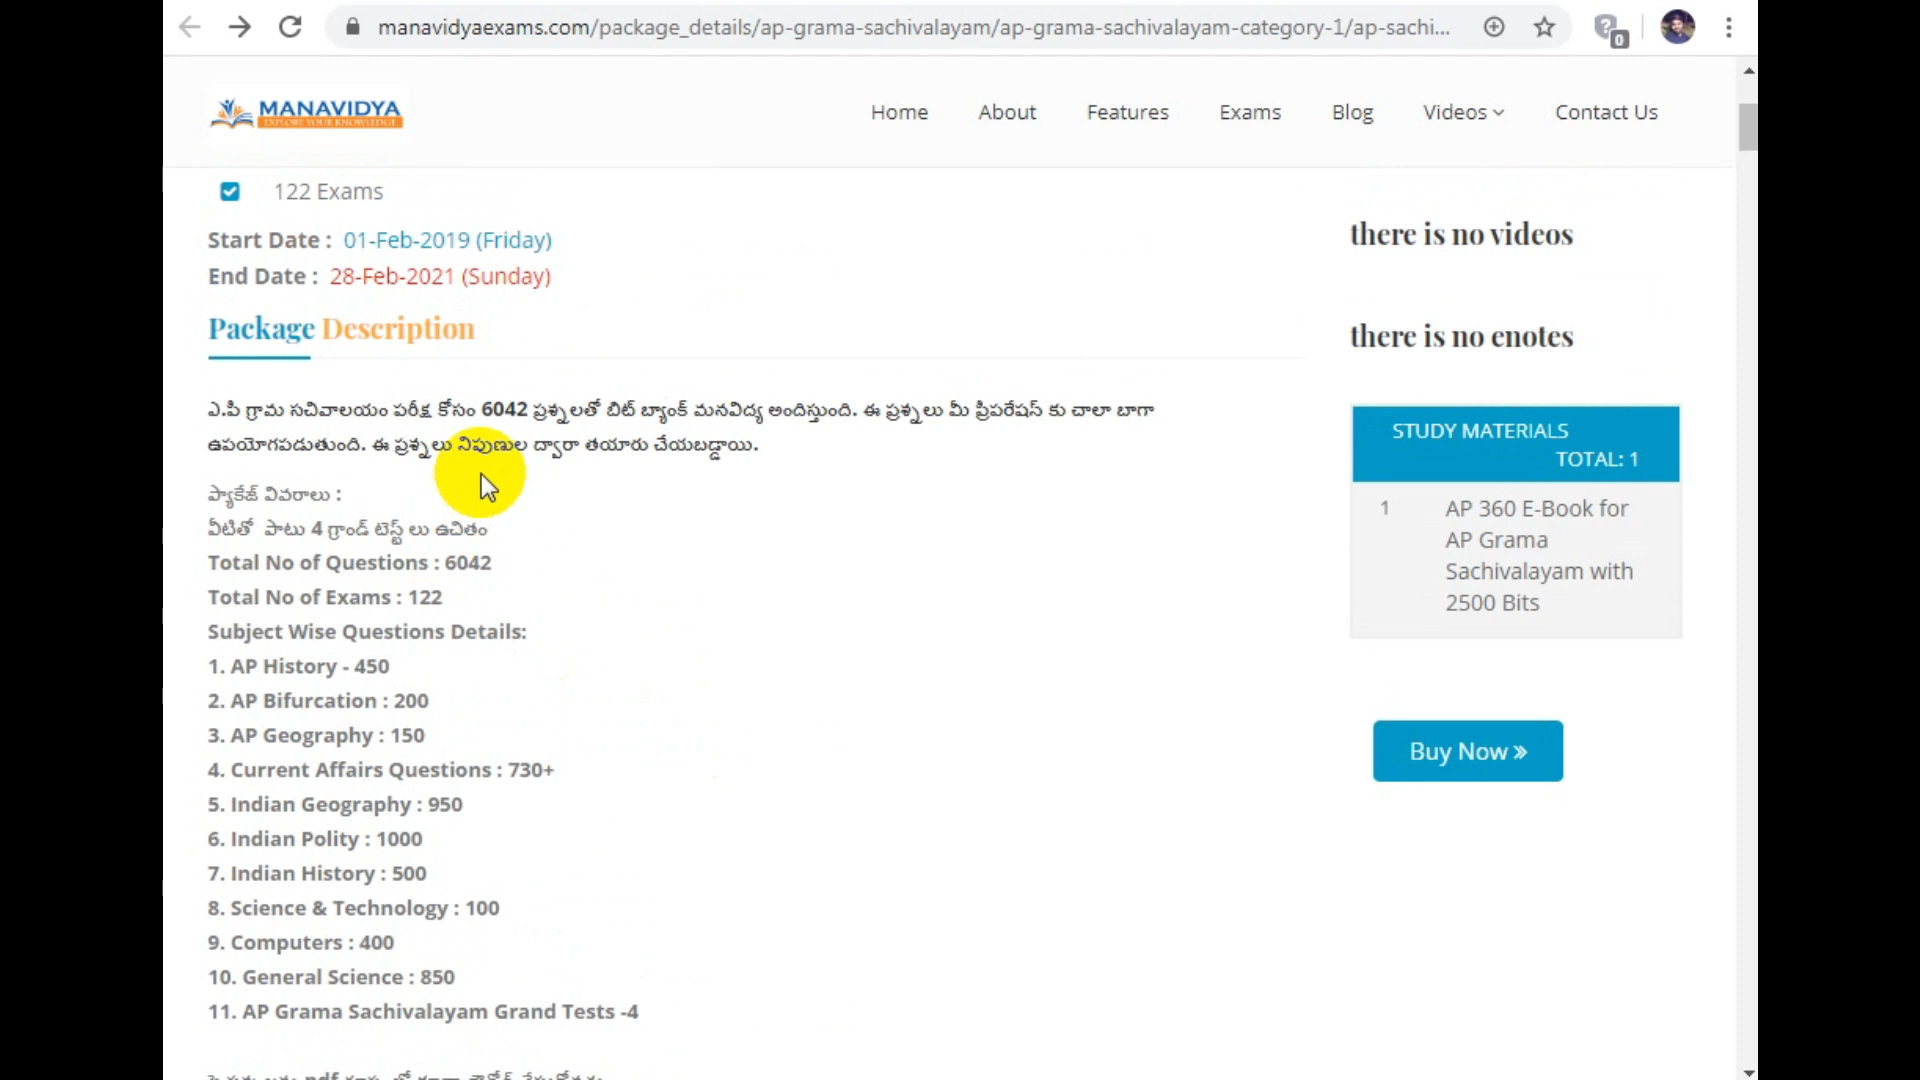 manavidyaexams.com/package_details/ap-grama-sachivalayam/ap-grama-sachivalayam-category-1/ap-sachi...
0
MANAVIDYA
EXPLORE YOUR KNOWLEDGE
Home About Features Exams Blog Videos Contact Us
122 Exams
Start Date : 01-Feb-2019 (Friday)
End Date : 28-Feb-2021 (Sunday)
Package Description
ఎ.పి గ్రామ సచివాలయం పరీక్ష కోసం 6042 ప్రశ్నలతో బిట్ బ్యాంక్ మనవిద్య అందిస్తుంది. ఈ ప్రశ్నలు మీ ప్రిపరేషన్ కు చాలా బాగా
ఉపయోగపడుతుంది. ఈ ప్రశ్నలు నిపుణుల ద్వారా తయారు చేయబడ్డాయి.
ప్యాకేజ్ వివరాలు :
వీటితో పాటు 4 గ్రాండ్ టెస్ట్ లు ఉచితం
Total No of Questions : 6042
Total No of Exams : 122
Subject Wise Questions Details:
1. AP History - 450
2. AP Bifurcation : 200
3. AP Geography : 150
4. Current Affairs Questions : 730+
5. Indian Geography : 950
6. Indian Polity : 1000
7. Indian History : 500
8. Science & Technology : 100
9. Computers : 400
10. General Science : 850
11. AP Grama Sachivalayam Grand Tests -4
pdf
there is no videos
there is no enotes
STUDY MATERIALS
TOTAL: 1
1 AP 360 E-Book for
AP Grama
Sachivalayam with
2500 Bits
Buy Now »